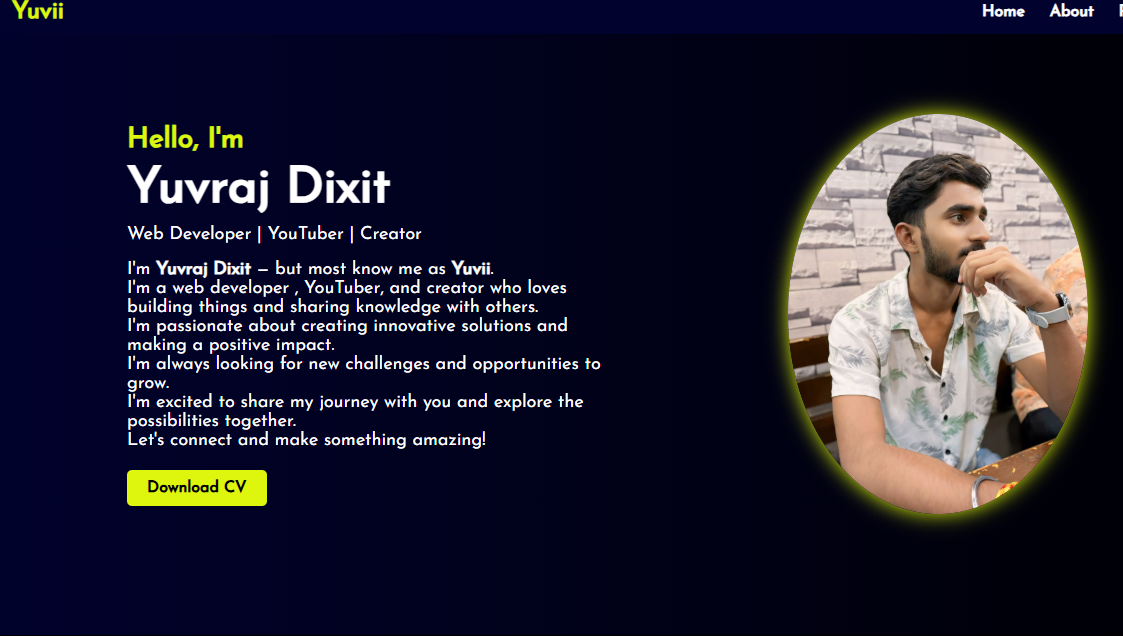 Yuvii
Home About
Hello, I'm
Yuvraj Dixit
Web Developer | YouTuber | Creator
I'm Yuvraj Dixit – but most know me as Yuvii.
I'm a web developer , YouTuber, and creator who loves
building things and sharing knowledge with others.
I'm passionate about creating innovative solutions and
making a positive impact.
I'm always looking for new challenges and opportunities to
grow.
I'm excited to share my journey with you and explore the
possibilities together.
Let's connect and make something amazing!
Download CV